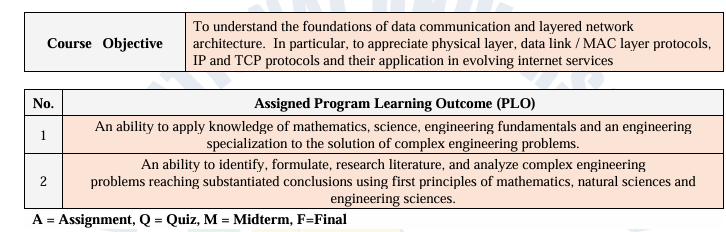 To understand the foundations of data communication and layered network
Course Objective
architecture. In particular, to appreciate physical layer, data link / MAC layer protocols,
IP and TCP protocols and their application in evolving internet services
No. Assigned Program Learning Outcome (PLO)
1
An ability to apply knowledge of mathematics, science, engineering fundamentals and an engineering
specialization to the solution of complex engineering problems.
2
An ability to identify, formulate, research literature, and analyze complex engineering
problems reaching substantiated conclusions using first principles of mathematics, natural sciences and
engineering sciences.
A = Assignment, Q = Quiz, M = Midterm, F=Final